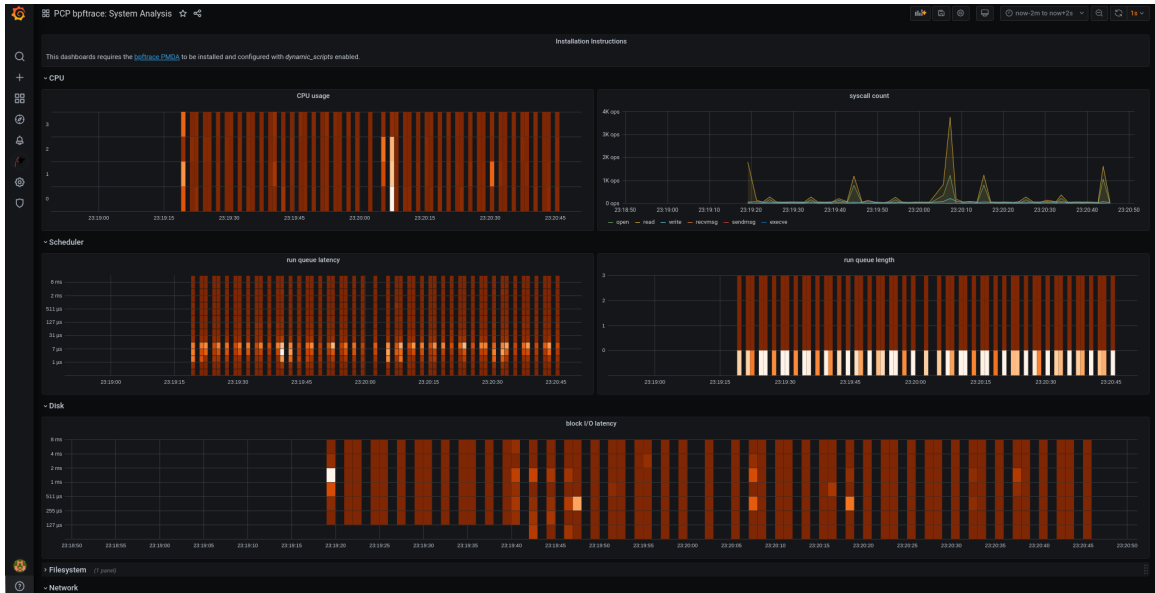 PCP bpftrace: System Analysis
now-2m to now+2s
1s
Installation Instructions
This dashboards requires the bpftrace PMDA to be installed and configured with dynamic_scripts enabled.
CPU
CPU usage
3
2
1
0
23:19:00 23:19:15 23:19:30 23:19:45 23:20:00 23:20:15 23:20:30 23:20:45
syscall count
4K ops
3K ops
2K ops
1K ops
0 ops
23:18:50 23:19:00 23:19:10 23:19:20 23:19:30 23:19:40 23:19:50 23:20:00 23:20:10 23:20:20 23:20:30 23:20:40 23:20:50
open read write recvmsg sendmsg execve
Scheduler
run queue latency
8 ms
2 ms
511 µs
127 µs
31 µs
7 µs
1 µs
23:19:00 23:19:15 23:19:30 23:19:45 23:20:00 23:20:15 23:20:30 23:20:45
run queue length
3
2
1
0
23:19:00 23:19:15 23:19:30 23:19:45 23:20:00 23:20:15 23:20:30 23:20:45
Disk
block I/O latency
8 ms
4 ms
2 ms
1 ms
511 µs
255 µs
127 µs
23:18:50 23:18:55 23:19:00 23:19:05 23:19:10 23:19:15 23:19:20 23:19:25 23:19:30 23:19:35 23:19:40 23:19:45 23:19:50 23:19:55 23:20:00 23:20:05 23:20:10 23:20:15 23:20:20 23:20:25 23:20:30 23:20:35 23:20:40 23:20:45 23:20:50
Filesystem (1 panel)
Network